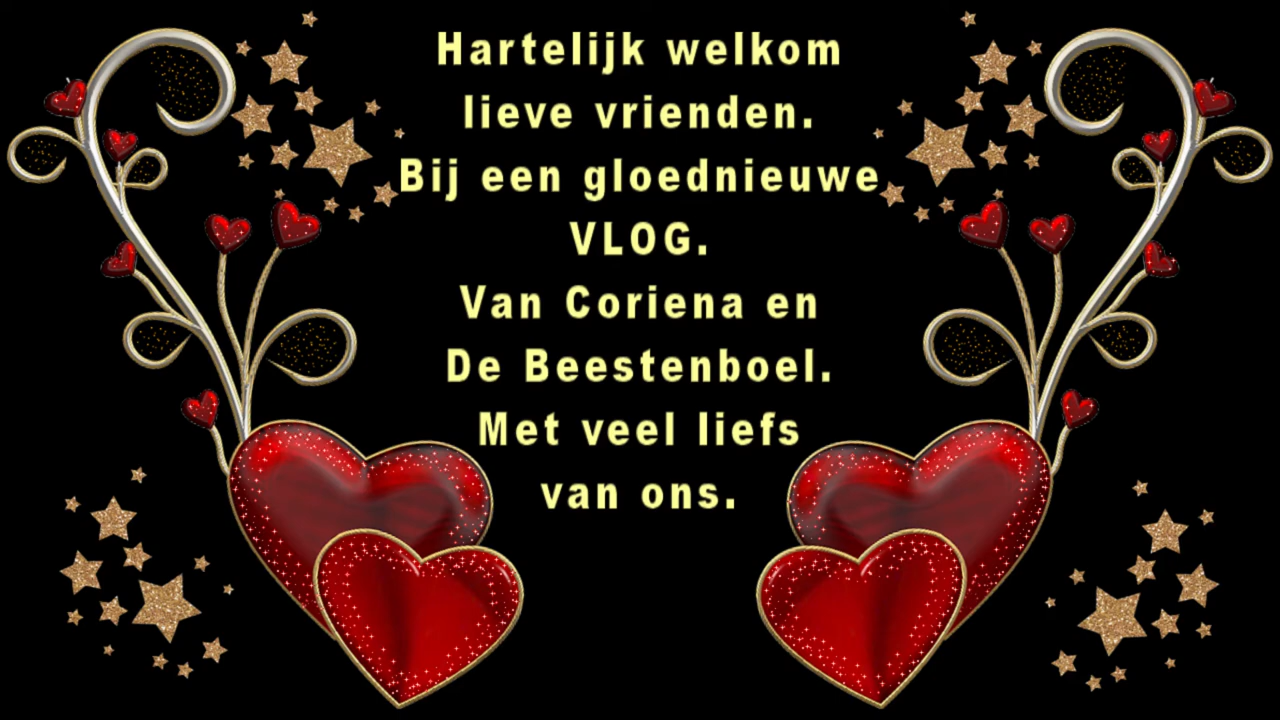 Hartelijk welkom
lieve vrienden.
Bij een gloednieuwe
VLOG.
Van Coriena en
De Beestenboel.
Met veel liefs
van ons.